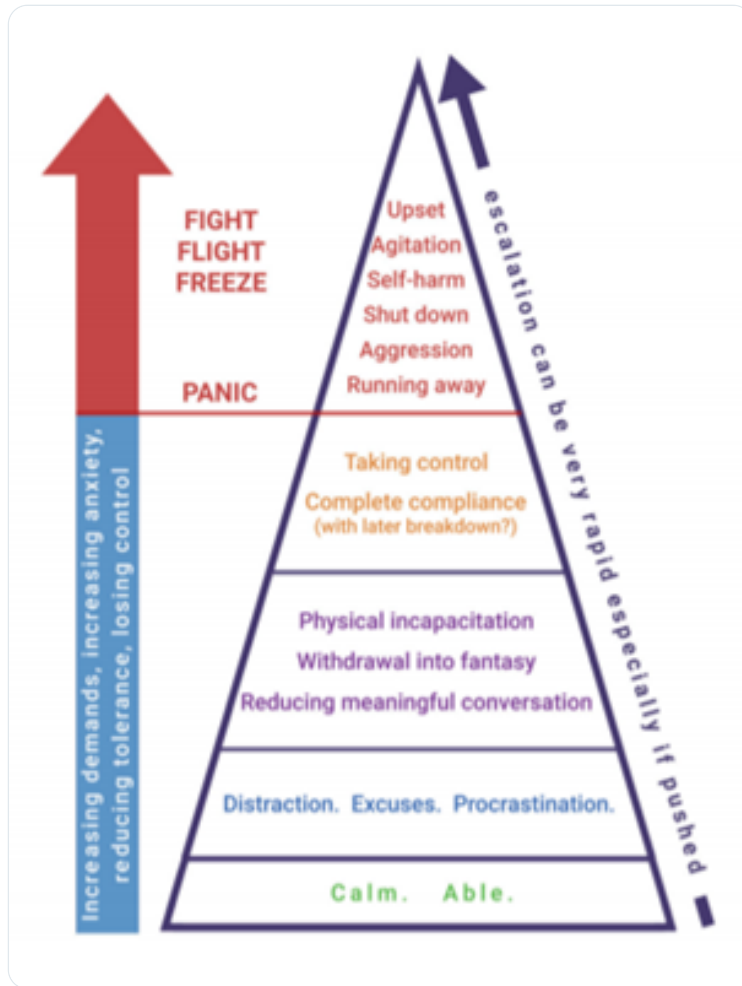 FIGHT
FLIGHT
FREEZE
PANIC
Increasing demands, increasing anxiety,
reducing tolerance, losing control
Upset
Agitation
Self-harm
Shut down
Aggression
Running away
Taking control
Complete compliance
(with later breakdown?)
Physical incapacitation
Withdrawal into fantasy
Reducing meaningful conversation
Distraction. Excuses. Procrastination.
Calm. Able.
escalation can be very rapid especially if pushed